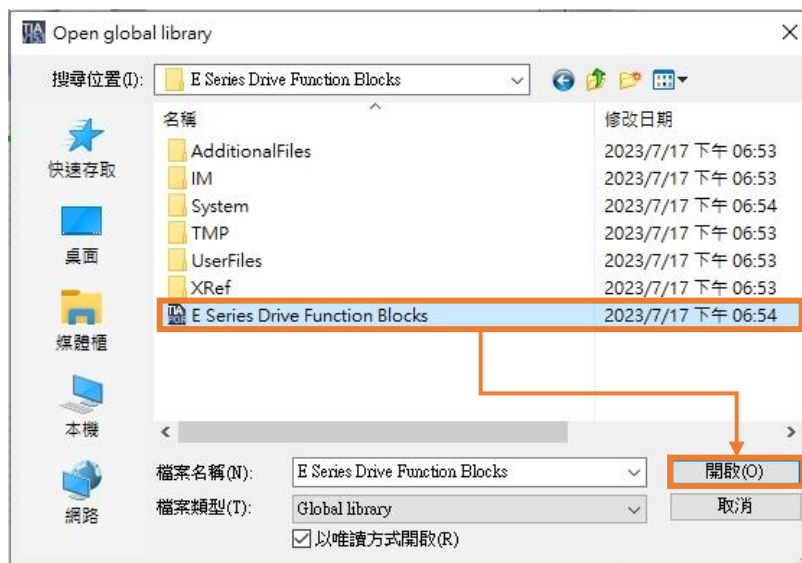 Open global library
搜尋位置(I): E Series Drive Function Blocks
名稱 修改日期
AdditionalFiles 2023/7/17 下午 06:53
IM 2023/7/17 下午 06:53
System 2023/7/17 下午 06:54
TMP 2023/7/17 下午 06:53
UserFiles 2023/7/17 下午 06:53
XRef 2023/7/17 下午 06:53
E Series Drive Function Blocks 2023/7/17 下午 06:54
快速存取
桌面
媒體櫃
本機
網路
檔案名稱(N): E Series Drive Function Blocks 開啟(O)
檔案類型(T): Global library 取消
以唯讀方式開啟(R)